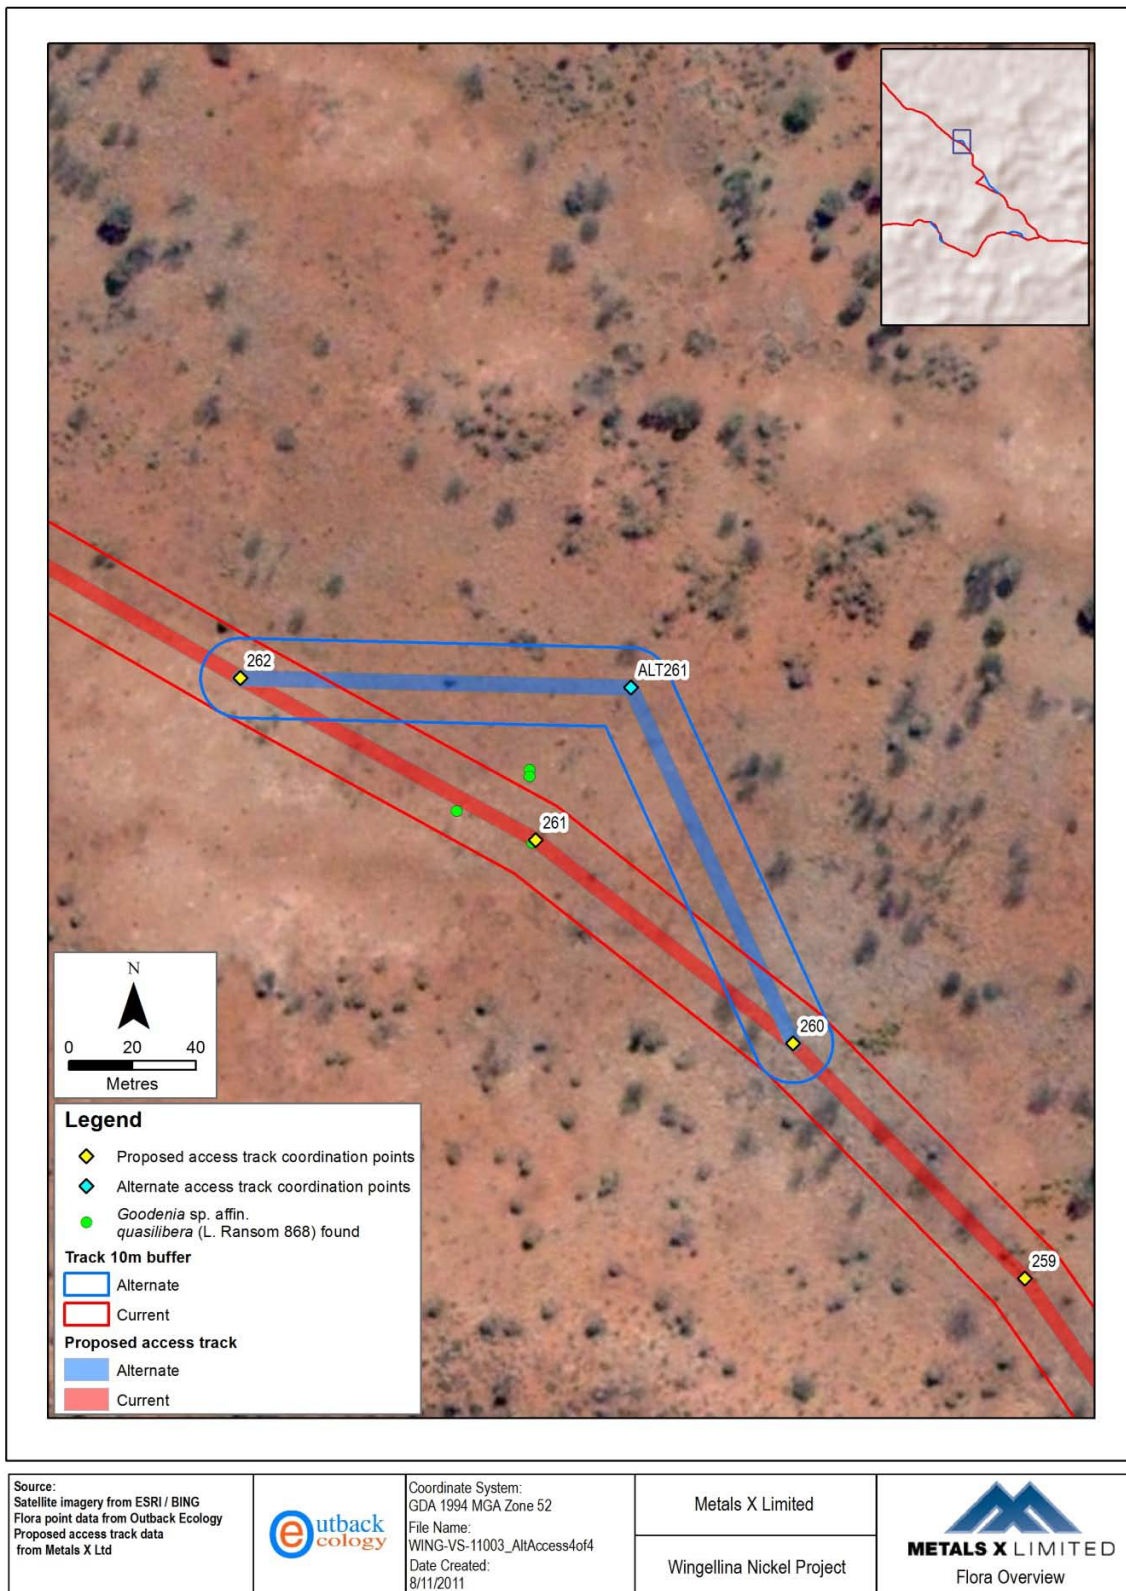 262
ALT261
261
260
259
N
0 20 40
Metres
Legend
Proposed access track coordination points
Alternate access track coordination points
Goodenia sp. affin.
quasilibera (L. Ransom 868) found
Track 10m buffer
Alternate
Current
Proposed access track
Alternate
Current
Source:
Satellite imagery from ESRI / BING
Flora point data from Outback Ecology
Proposed access track data
from Metals X Ltd
Outback
ecology
Coordinate System:
GDA 1994 MGA Zone 52
File Name:
WING-VS-11003_AltAccess4of4
Date Created:
8/11/2011
Metals X Limited
Wingellina Nickel Project
METALS X LIMITED
Flora Overview